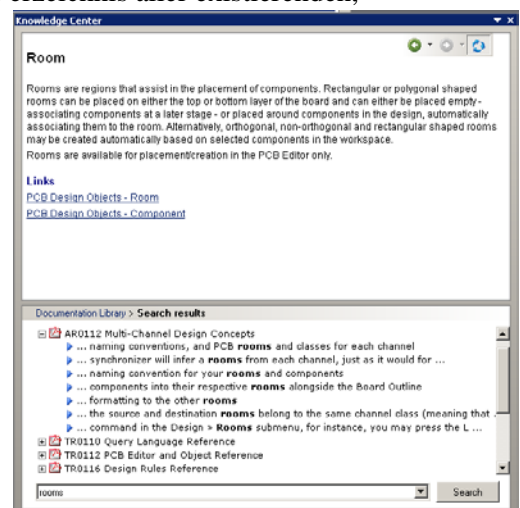 Knowledge Center
Room
Rooms are regions that assist in the placement of components. Rectangular or polygonal shaped
rooms can be placed on either the top or bottom layer of the board and can either be placed empty -
associating components at a later stage - or placed around components in the design, automatically
associating them to the room. Alternatively, orthogonal, non-orthogonal and rectangular shaped rooms
may be created automatically based on selected components in the workspace.
Rooms are available for placement/creation in the PCB Editor only.
Links
PCB Design Objects - Room
PCB Design Objects - Component
Documentation Library > Search results
AR0112 Multi-Channel Design Concepts
... naming conventions, and PCB rooms and classes for each channel
... synchronizer will infer a rooms from each channel, just as it would for ...
... naming convention for your rooms and components
... components into their respective rooms alongside the Board Outline
... formatting to the other rooms
... the source and destination rooms belong to the same channel class (meaning that .
... command in the Design > Rooms submenu, for instance, you may press the L ...
TR0110 Query Language Reference
TR0112 PCB Editor and Object Reference
TR0116 Design Rules Reference
rooms Search